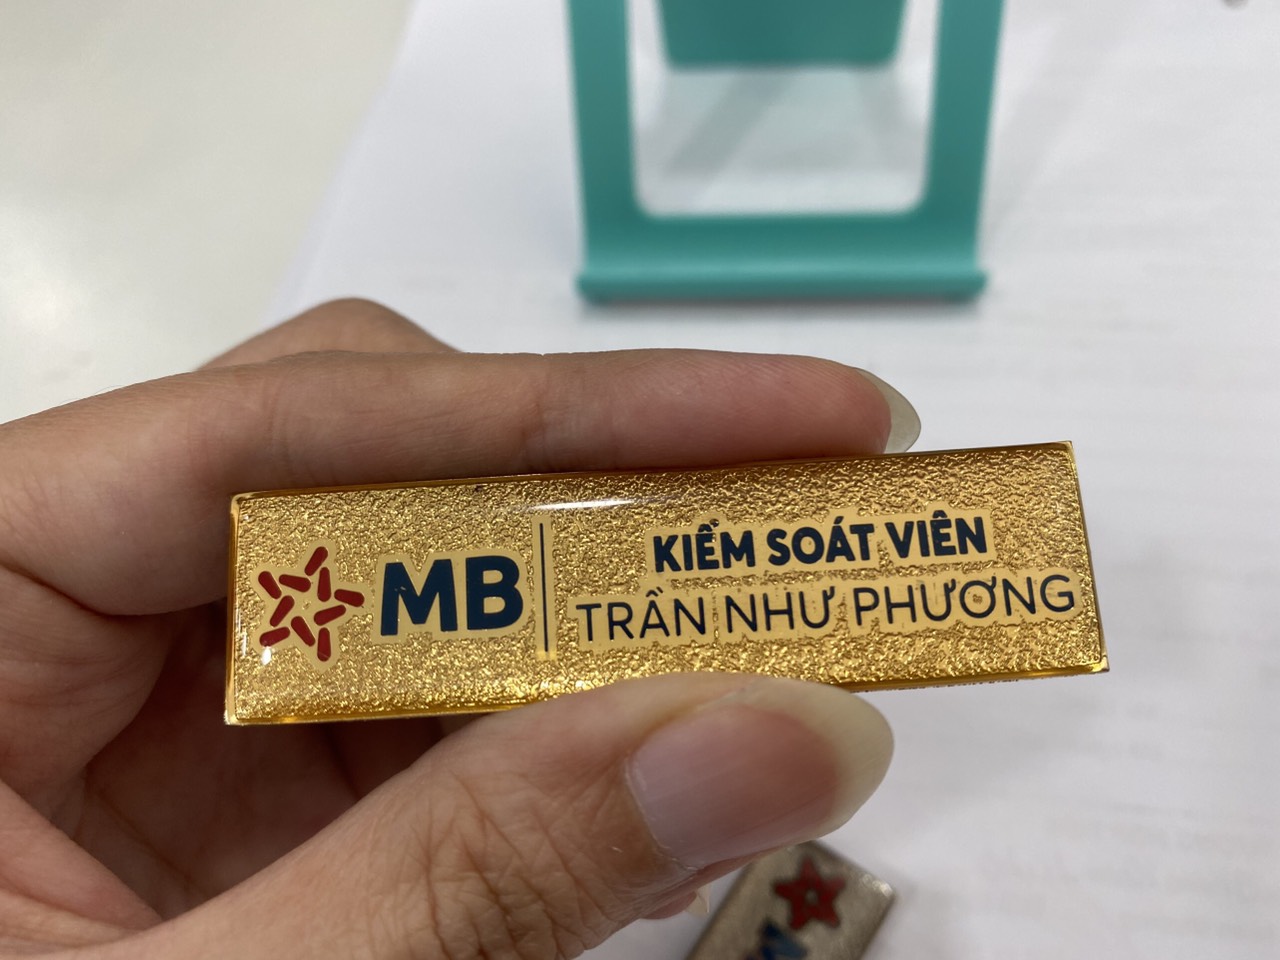 MB
KIỂM SOÁT VIÊN
TRẦN NHƯ PHƯƠNG